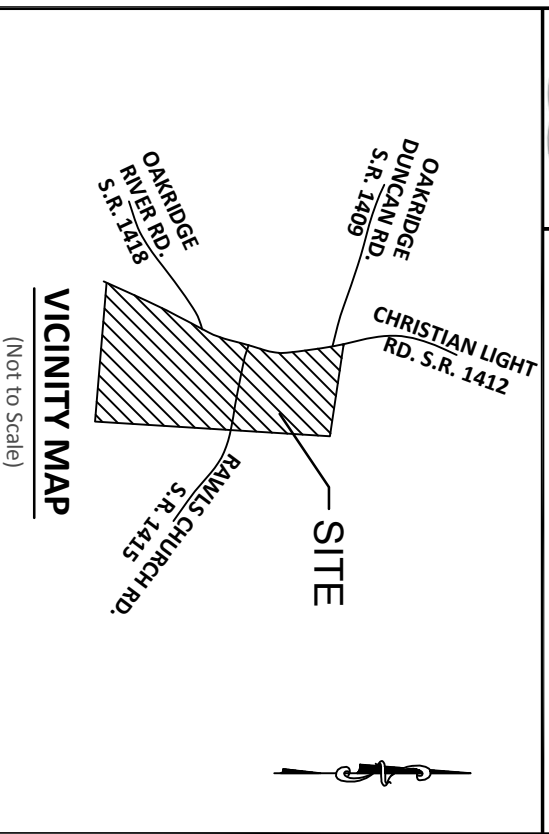 OAKRIDGE
DUNCAN RD.
S.R. 1409
CHRISTIAN LIGHT
RD. S.R. 1412
OAKRIDGE
RIVER RD.
S.R. 1418
SITE
RAWLS CHURCH RD.
S.R. 1415
VICINITY MAP
(Not to Scale)